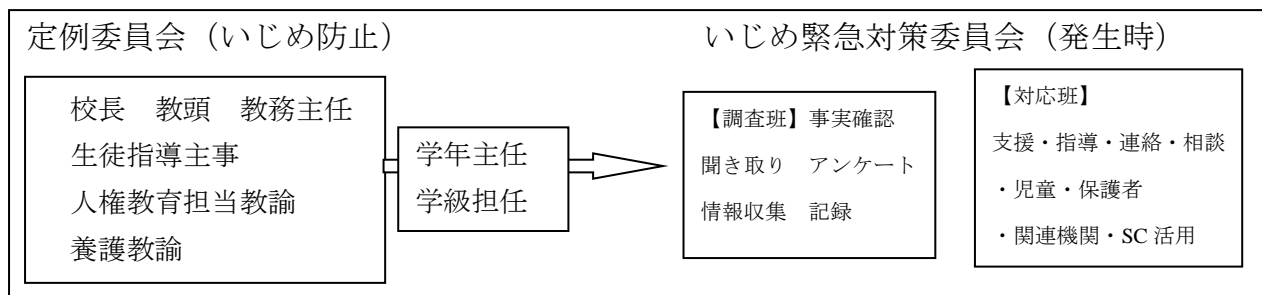 定例委員会（いじめ防止）
校長　教頭　教務主任
生徒指導主事
人権教育担当教諭
養護教諭
学年主任
学級担任
いじめ緊急対策委員会（発生時）
【調査班】事実確認
聞き取り　アンケート
情報収集　記録
【対応班】
支援・指導・連絡・相談
・児童・保護者
・関連機関・SC 活用